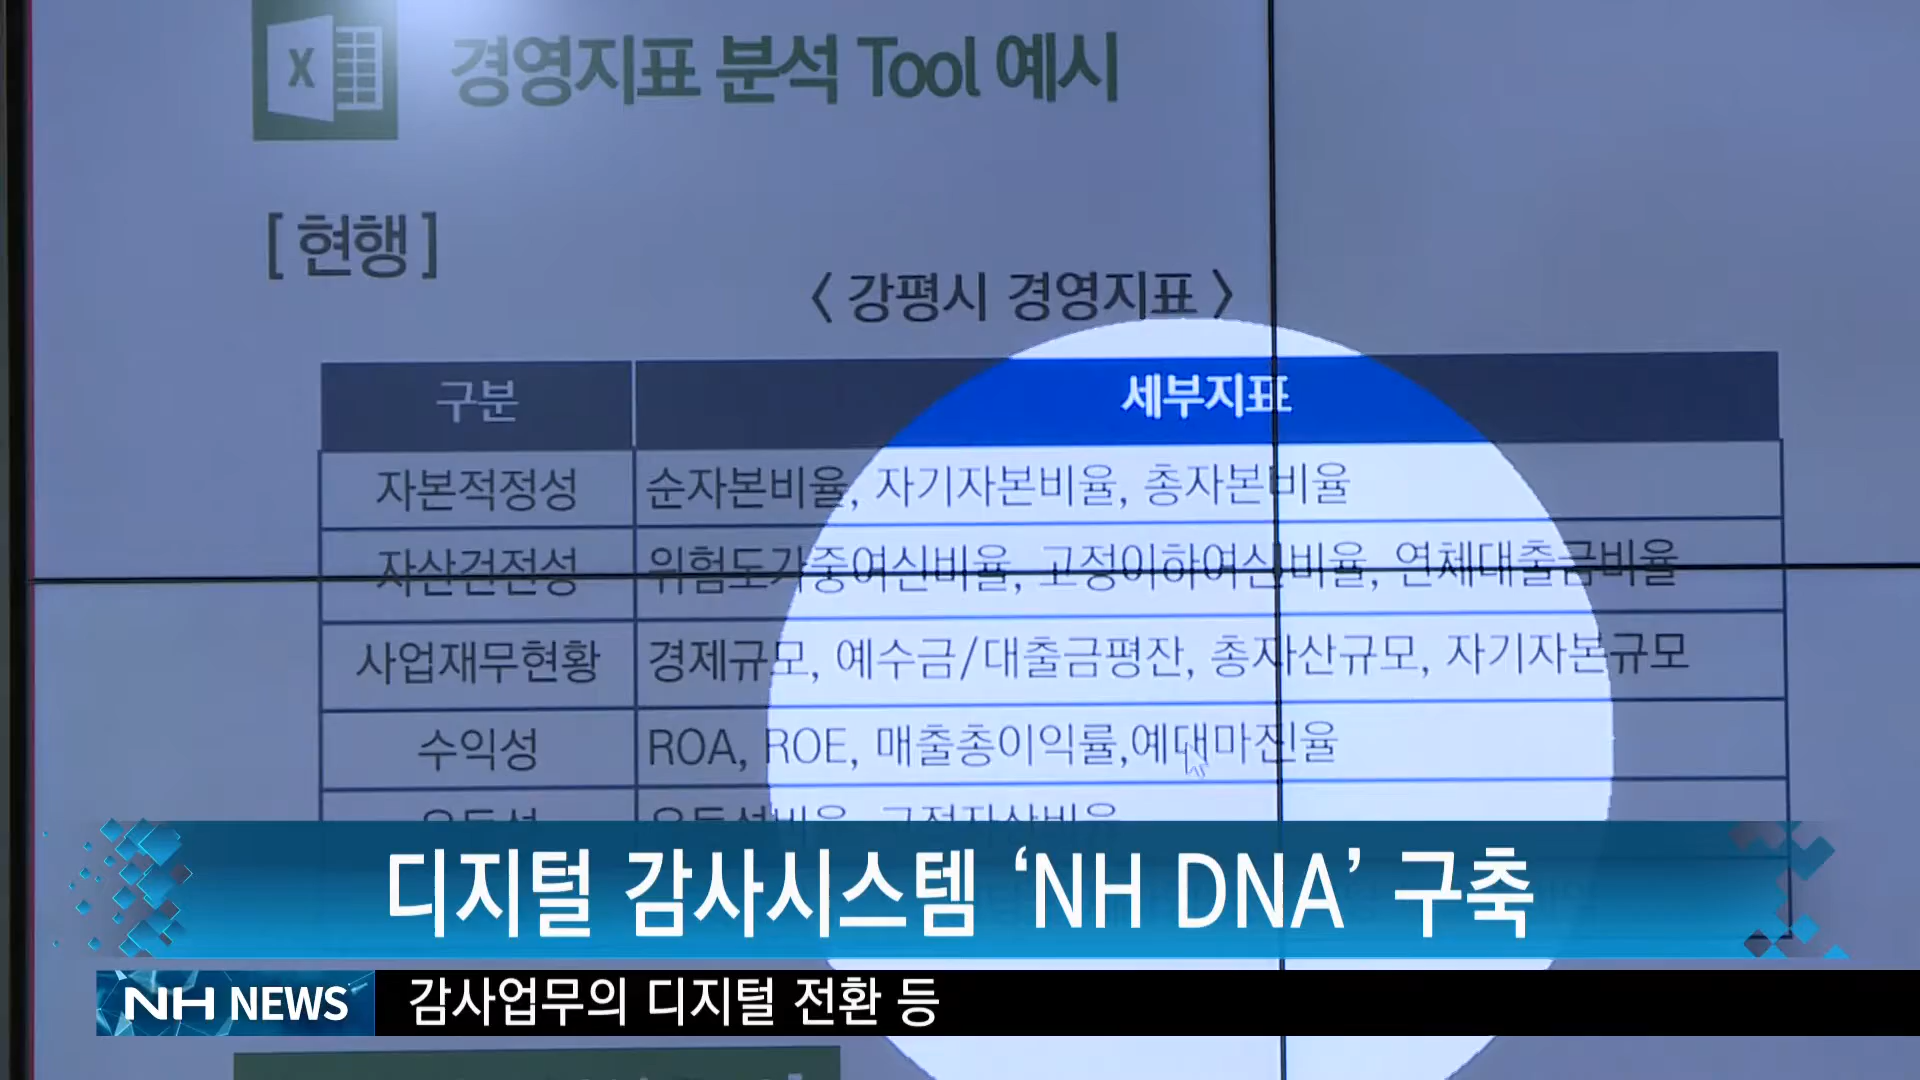 X 경영지표 분석 Tool 예시
[ 현행 ]
〈 강평시 경영지표 〉
구분 세부지표
자본적정성 순자본비율, 자기자본비율, 총자본비율
자산건전성 위험도가중여신비율, 고정이하여신비율, 연체대출금비율
사업재무현황 경제규모, 예수금/대출금평잔, 총자산규모, 자기자본규모
수익성 ROA, ROE, 매출총이익률,예대마진율
디지털 감사시스템 ‘NH DNA’ 구축
NH NEWS 감사업무의 디지털 전환 등